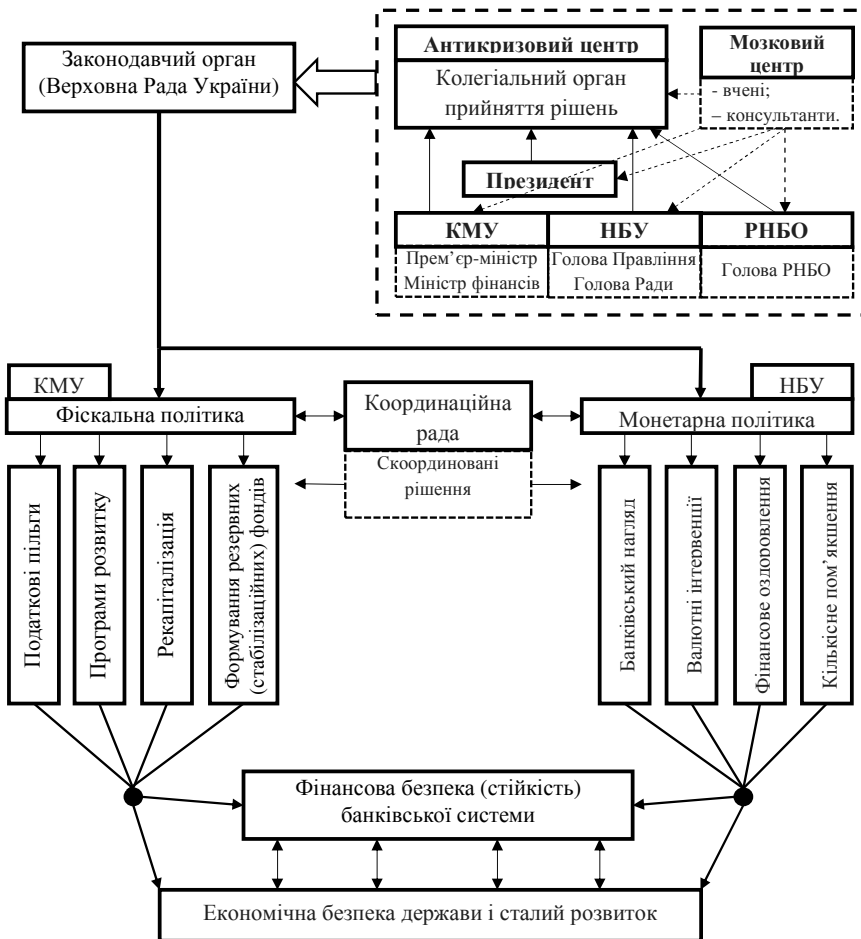 Законодавчий орган
(Верховна Рада України)
Антикризовий центр
Колегіальний орган
прийняття рішень
Мозковий
центр
- вчені;
– консультанти.
Президент
КМУ
Прем’єр-міністр
Міністр фінансів
НБУ
Голова Правління
Голова Ради
РНБО
Голова РНБО
КМУ
Фіскальна політика
Координаційна
рада
Скоординовані
рішення
НБУ
Монетарна політика
Податкові пільги
Програми розвитку
Рекапіталізація
Формування резервних
(стабілізаційних) фондів
Банківський нагляд
Валютні інтервенції
Фінансове оздоровлення
Кількісне пом’якшення
Фінансова безпека (стійкість)
банківської системи
Економічна безпека держави і сталий розвиток